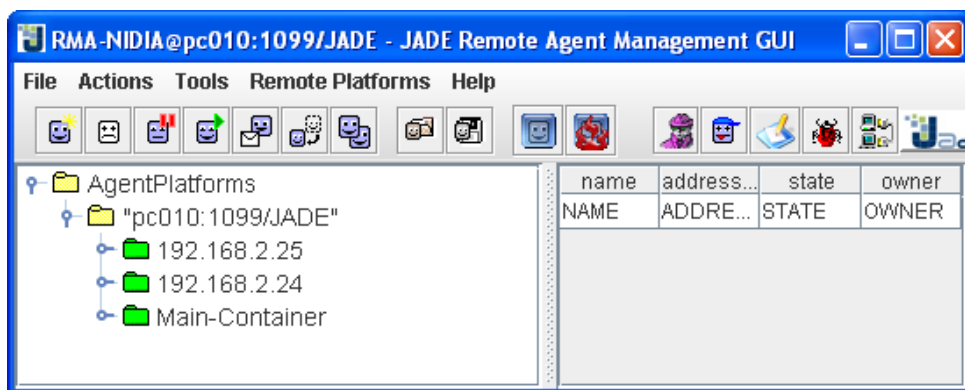 RMA-NIDIA@pc010:1099/JADE - JADE Remote Agent Management GUI
File Actions Tools Remote Platforms Help
AgentPlatforms
"pc010:1099/JADE"
192.168.2.25
192.168.2.24
Main-Container
name address... state owner
NAME ADDRE... STATE OWNER